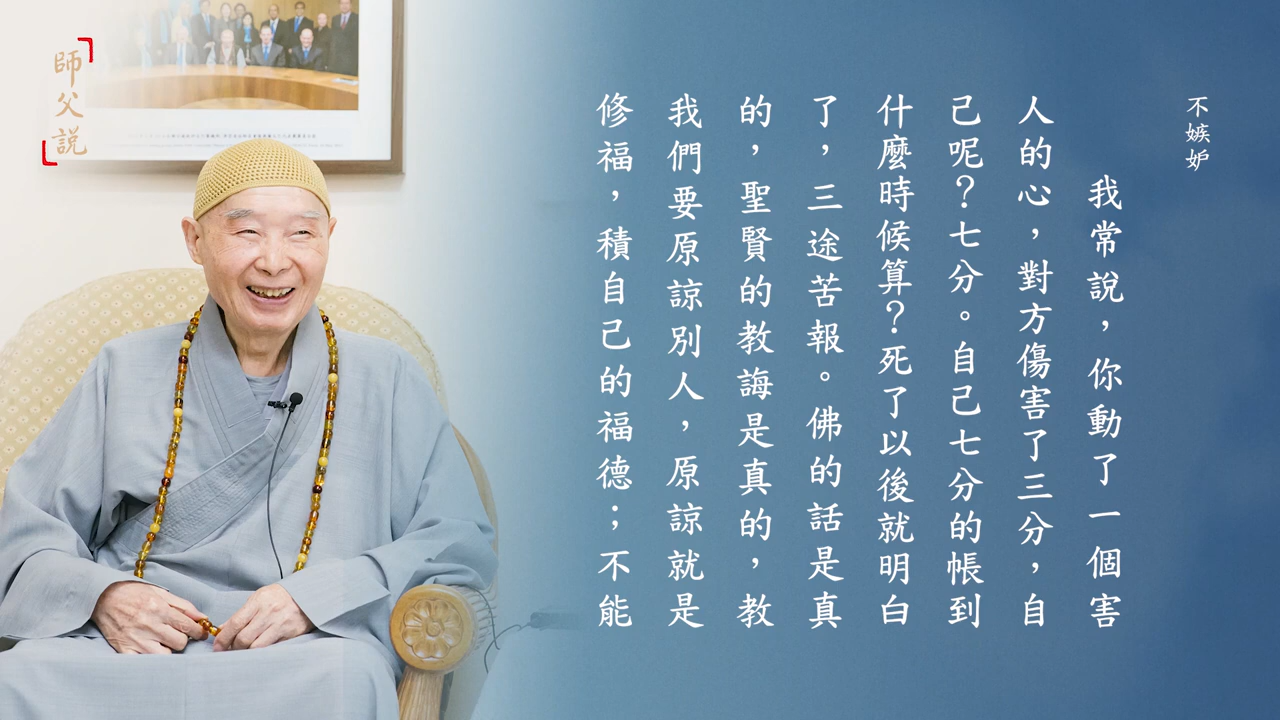 師父説
不嫉妒
我常說，你動了一個害
人的心，對方傷害了三分，自
己呢？七分。自己七分的帳到
什麼時候算？死了以後就明白
了，三途苦報。佛的話是真
的，聖賢的教誨是真的，教
我們要原諒別人，原諒就是
修福，積自己的福德；不能